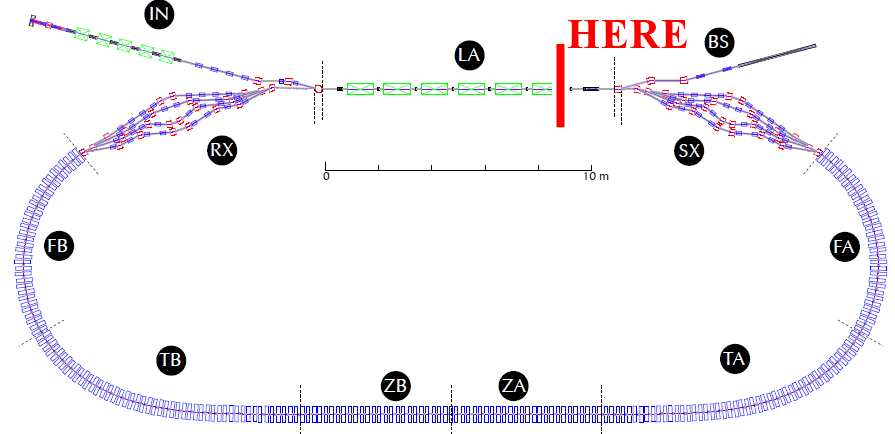 IN
LA
HERE
BS
RX
SX
0
10 m
FB
FA
TB
TA
ZB
ZA